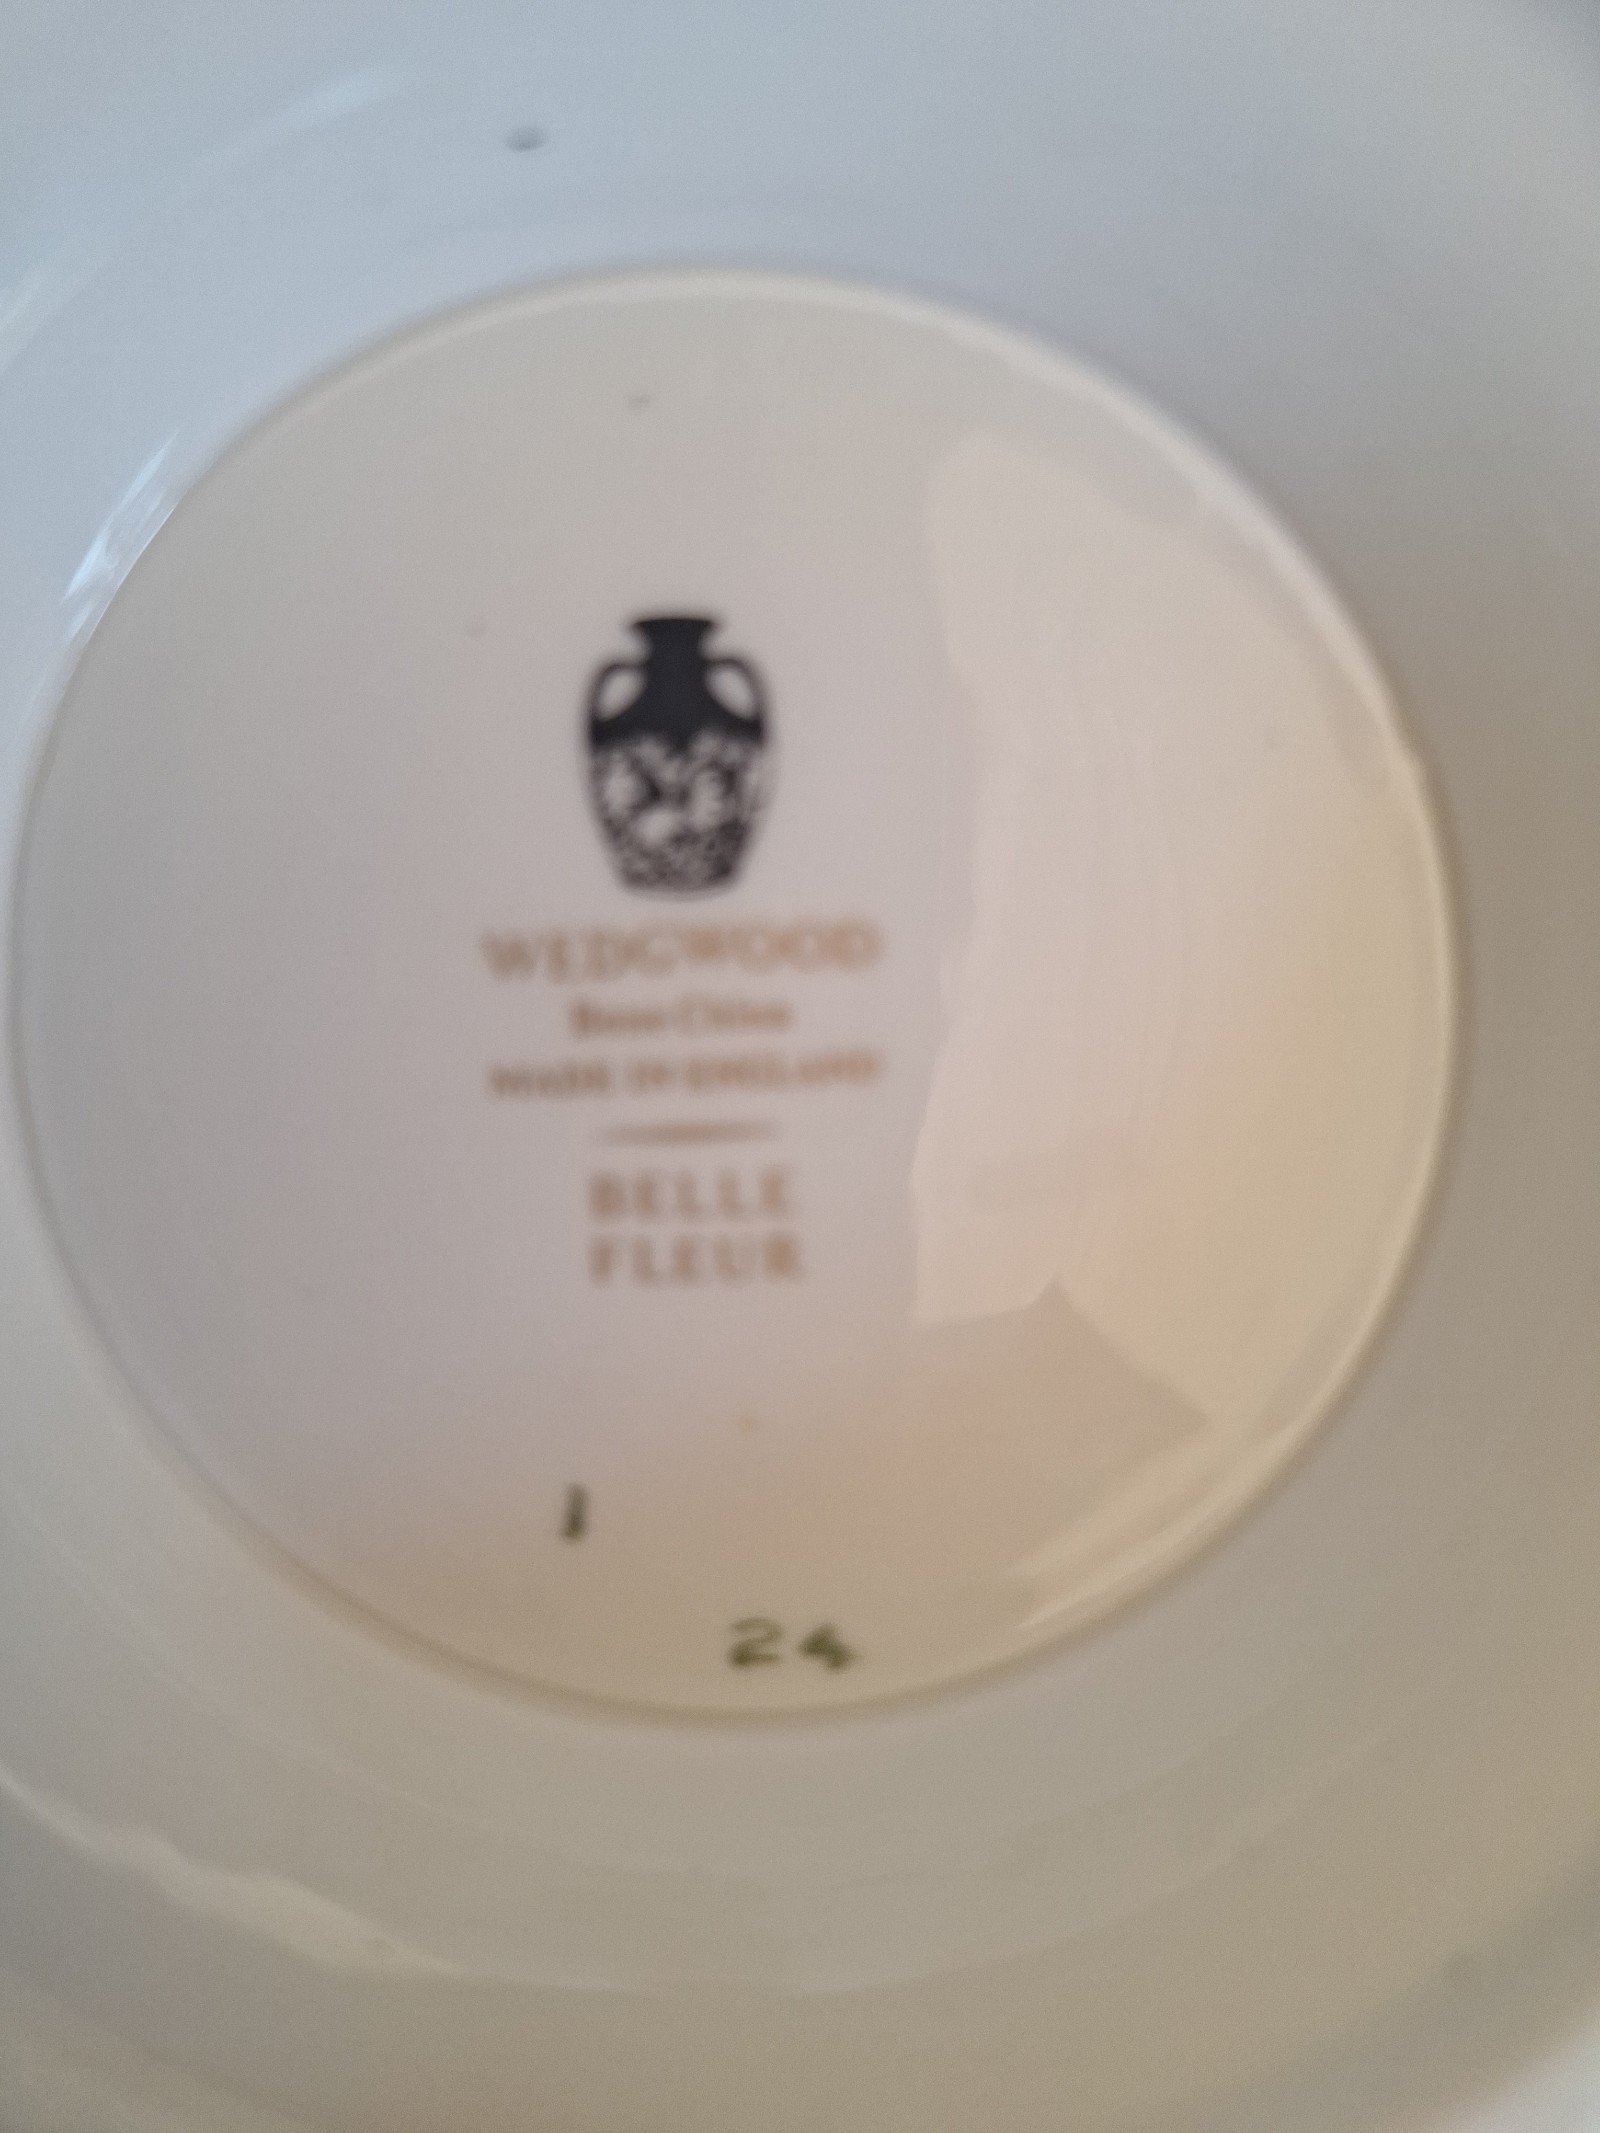 WEDGWOOD
Bone China
MADE IN ENGLAND
BELLE
FLEUR
1
24